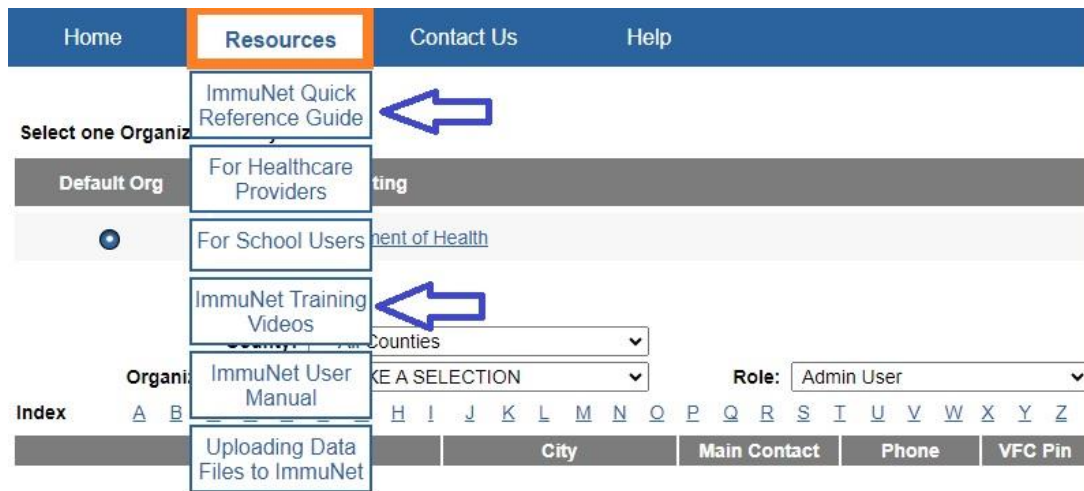 Home Resources Contact Us Help
ImmuNet Quick
Reference Guide
Select one Organiz
For Healthcare
Providers
Default Org ting
For School Users
nent of Health
ImmuNet Training
Videos
All Counties
Organi KE A SELECTION Role: Admin User
ImmuNet User
Manual
Index A B H I J K L M N O P Q R S T U V W X Y Z
City Main Contact Phone VFC Pin
Uploading Data
Files to ImmuNet